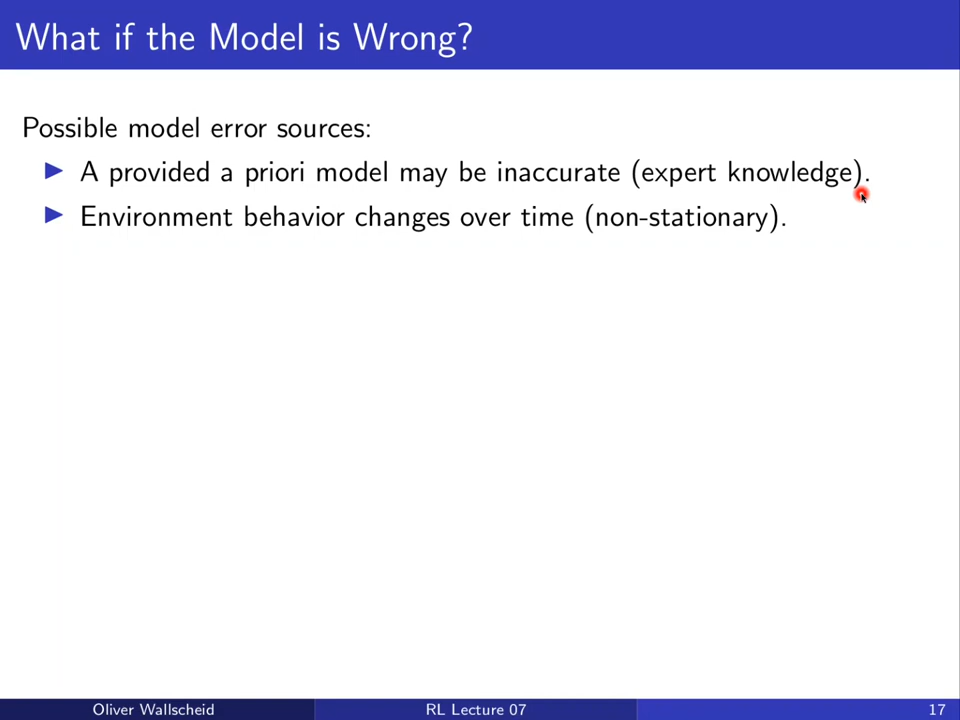 What if the Model is Wrong?
Possible model error sources:
▶ A provided a priori model may be inaccurate (expert knowledge).
▶ Environment behavior changes over time (non-stationary).
Oliver Wallscheid
RL Lecture 07
17